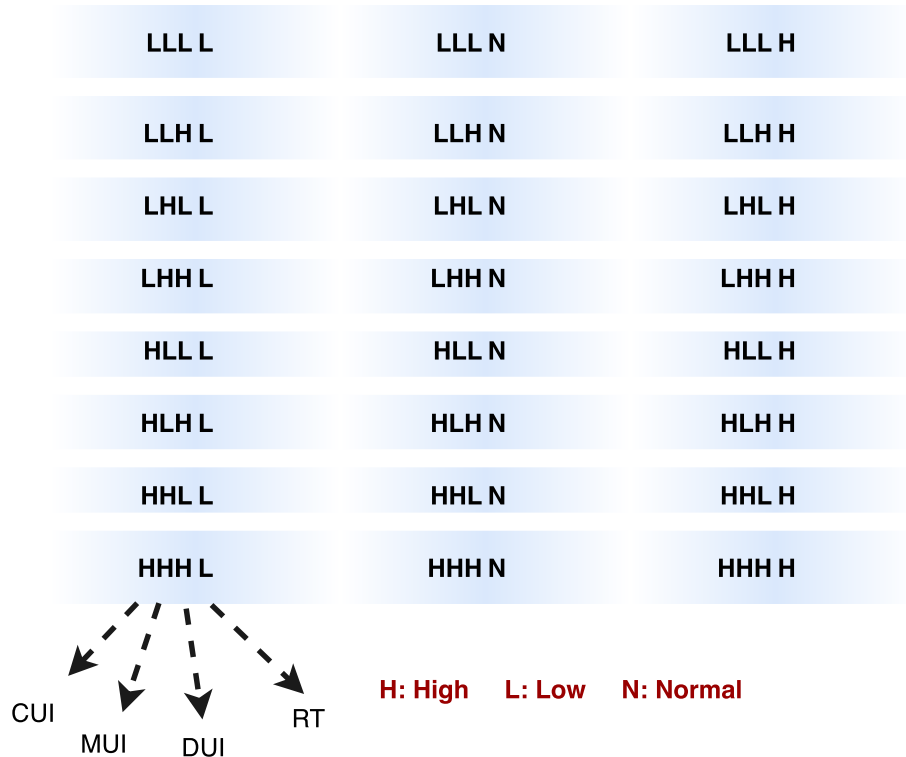 LLL L LLL N LLL H
LLH L LLH N LLH H
LHL L LHL N LHL H
LHH L LHH N LHH H
HLL L HLL N HLL H
HLH L HLH N HLH H
HHL L HHL N HHL H
HHH L HHH N HHH H
H: High L: Low N: Normal
CUI
RT
MUI
DUI